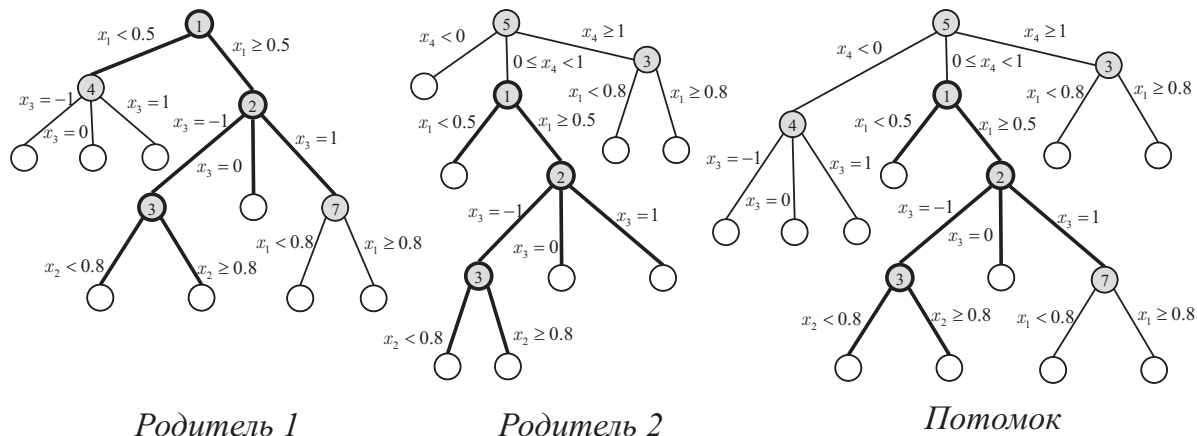 1
x₁ < 0.5
x₁ ≥ 0.5
4
2
x₃ = −1
x₃ = 0
x₃ = 1
x₃ = −1
x₃ = 0
x₃ = 1
3
7
x₂ < 0.8
x₂ ≥ 0.8
x₁ < 0.8
x₁ ≥ 0.8
Родитель 1
5
x₄ < 0
0 ≤ x₄ < 1
x₄ ≥ 1
1
3
x₁ < 0.5
x₁ ≥ 0.5
x₁ < 0.8
x₁ ≥ 0.8
2
x₃ = −1
x₃ = 0
x₃ = 1
3
x₂ < 0.8
x₂ ≥ 0.8
Родитель 2
5
x₄ < 0
0 ≤ x₄ < 1
x₄ ≥ 1
4
1
3
x₁ < 0.5
x₁ ≥ 0.5
x₁ < 0.8
x₁ ≥ 0.8
x₃ = −1
x₃ = 0
x₃ = 1
2
x₃ = −1
x₃ = 0
x₃ = 1
3
7
x₂ < 0.8
x₂ ≥ 0.8
x₁ < 0.8
x₁ ≥ 0.8
Потомок